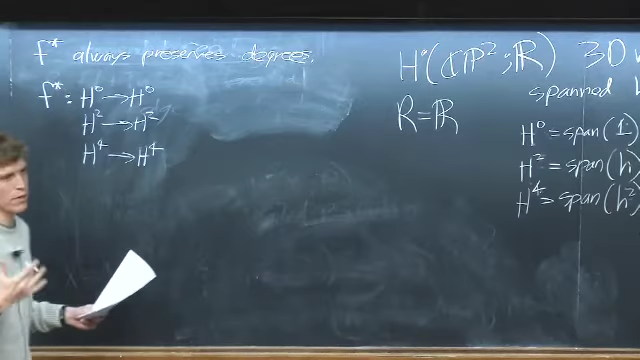 f* always preserves degrees.
f*: H⁰→H⁰
H²→H²
H⁴→H⁴
H*(ℂP²;ℝ) 3D
R=ℝ
spanned
H⁰=span(1)
H²=span(h)
H⁴=span(h²)